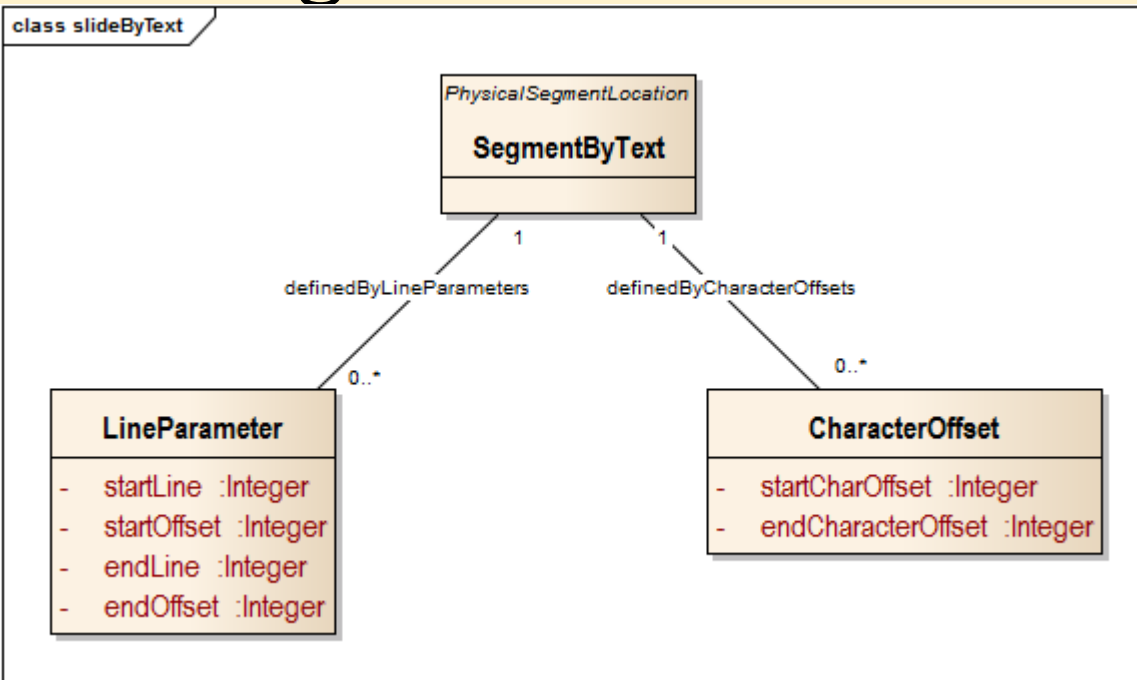 class slideByText
PhysicalSegmentLocation
SegmentByText
1
1
definedByLineParameters
definedByCharacterOffsets
0..*
0..*
LineParameter
- startLine :Integer
- startOffset :Integer
- endLine :Integer
- endOffset :Integer
CharacterOffset
- startCharOffset :Integer
- endCharacterOffset :Integer